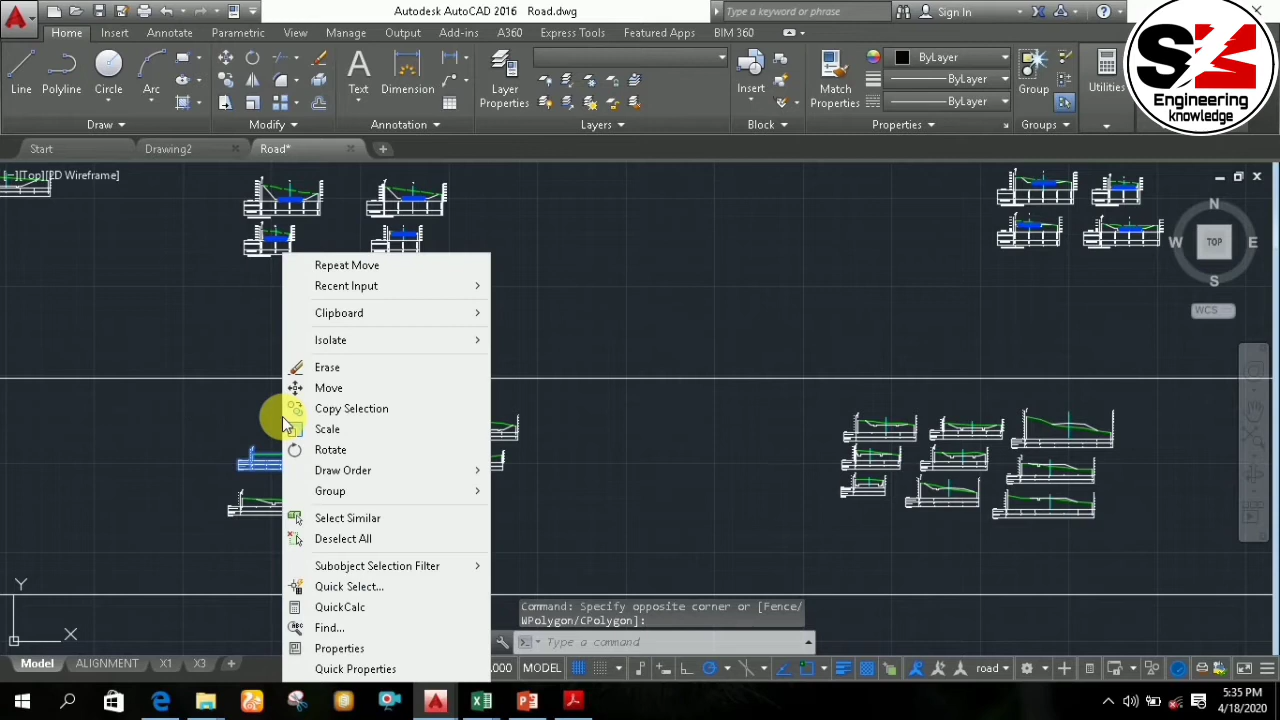 Autodesk AutoCAD 2016 Road.dwg
Type a keyword or phrase
Sign In
Home Insert Annotate Parametric View Manage Output Add-ins A360 Express Tools Featured Apps BIM 360
SZ
Engineering
knowledge
Line Polyline Circle Arc
Text Dimension
Layer
Properties
Insert
Match
Properties
ByLayer
ByLayer
ByLayer
Group
Utilities
Draw Modify Annotation Layers Block Properties Groups
Start Drawing2 Road*
[−][Top][2D Wireframe]
N
W TOP E
S
WCS
Repeat Move
Recent Input
Clipboard
Isolate
Erase
Move
Copy Selection
Scale
Rotate
Draw Order
Group
Select Similar
Deselect All
Subobject Selection Filter
Quick Select...
QuickCalc
Find...
Properties
Quick Properties
Y
X
Command: Specify opposite corner or [Fence/
WPolygon/CPolygon]:
Type a command
Model ALIGNMENT X1 X3
.000 MODEL
road
5:35 PM
4/18/2020